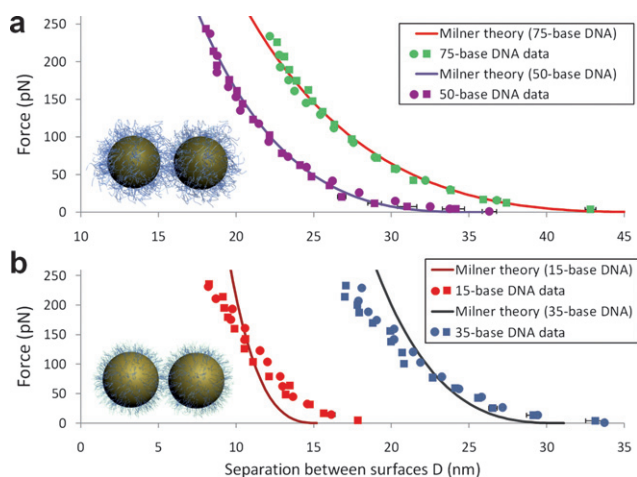 a
Force (pN)
250
200
150
100
50
0
Milner theory (75-base DNA)
75-base DNA data
Milner theory (50-base DNA)
50-base DNA data
10 15 20 25 30 35 40 45
b
Force (pN)
250
200
150
100
50
0
Milner theory (15-base DNA)
15-base DNA data
Milner theory (35-base DNA)
35-base DNA data
0 5 10 15 20 25 30 35
Separation between surfaces D (nm)